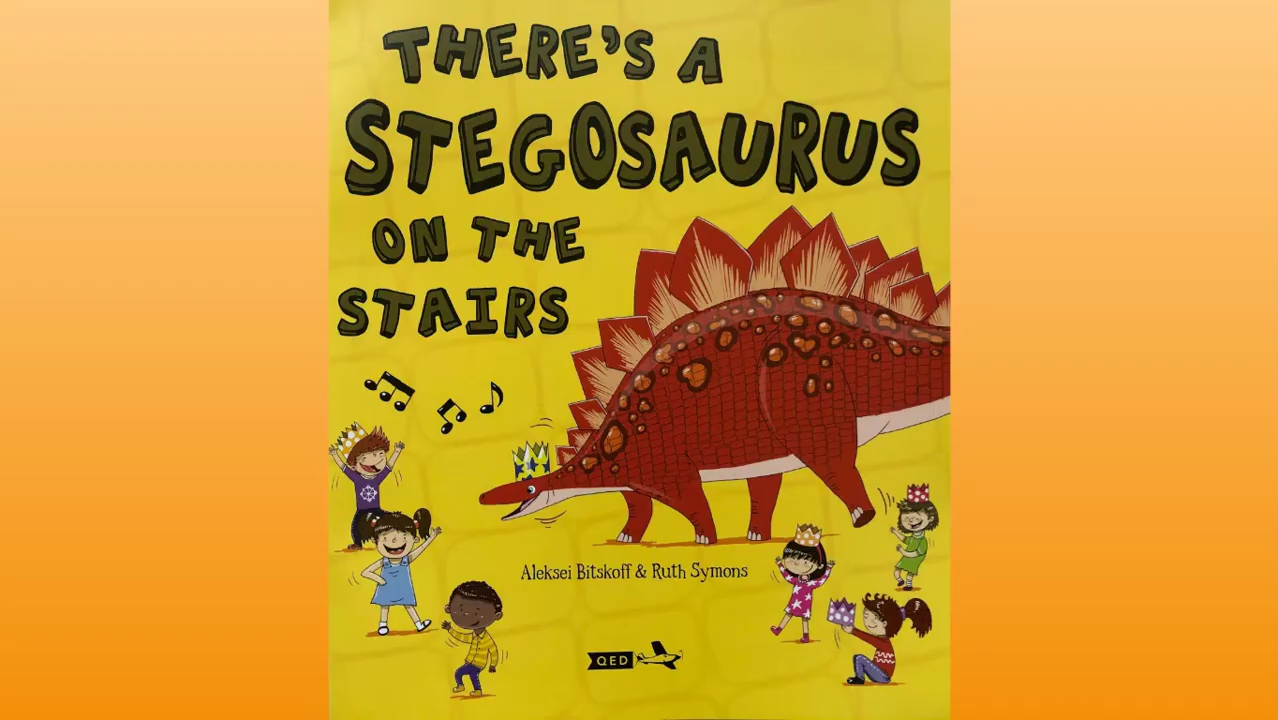 THERE'S A
STEGOSAURUS
ON THE
STAIRS
Aleksei Bitskoff & Ruth Symons
QED